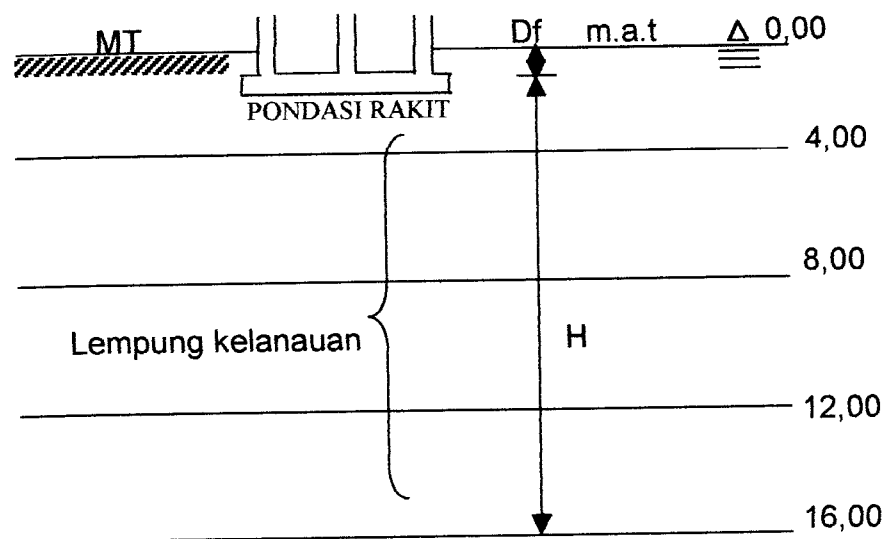 MT Df m.a.t Δ 0,00
PONDASI RAKIT
4,00
8,00
Lempung kelanauan H
12,00
16,00